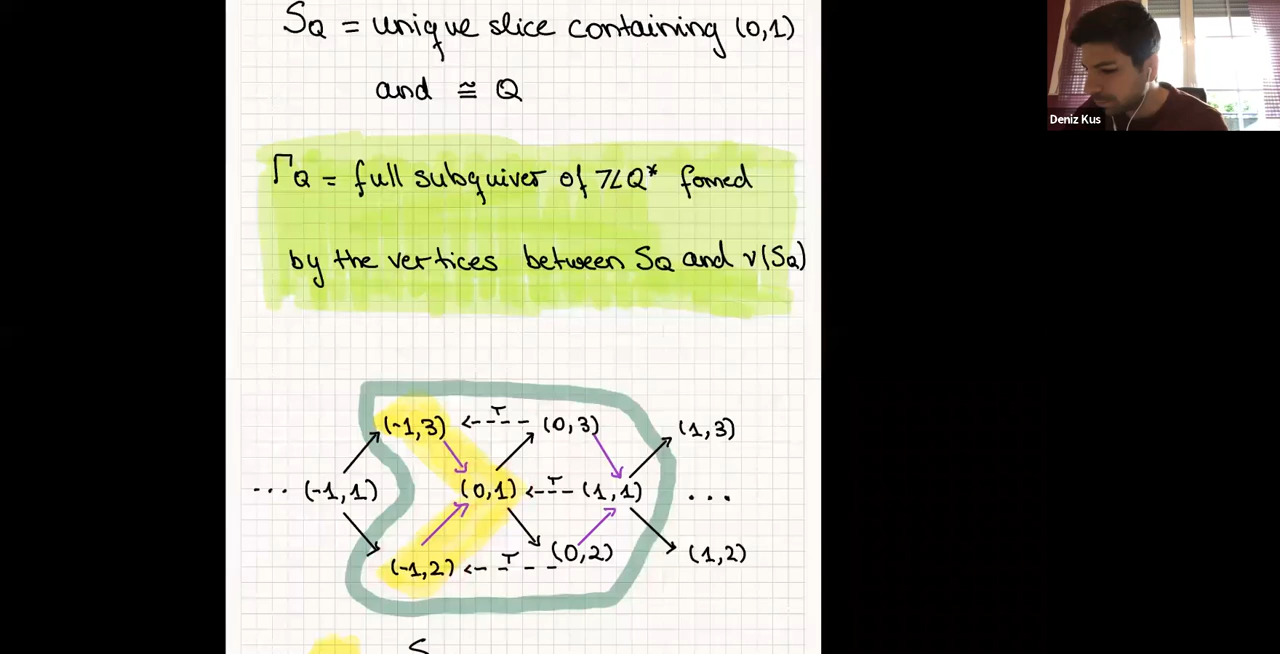 S_Q = unique slice containing (0,1)
and ≅ Q
Γ_Q = full subquiver of ℤQ* fomed
by the vertices between S_Q and ν(S_Q)
(-1,3) <---- τ (0,3) (1,3)
... (-1,1) (0,1) <---- τ (1,1) ...
(-1,2) <---- τ (0,2) (1,2)
S
Deniz Kus